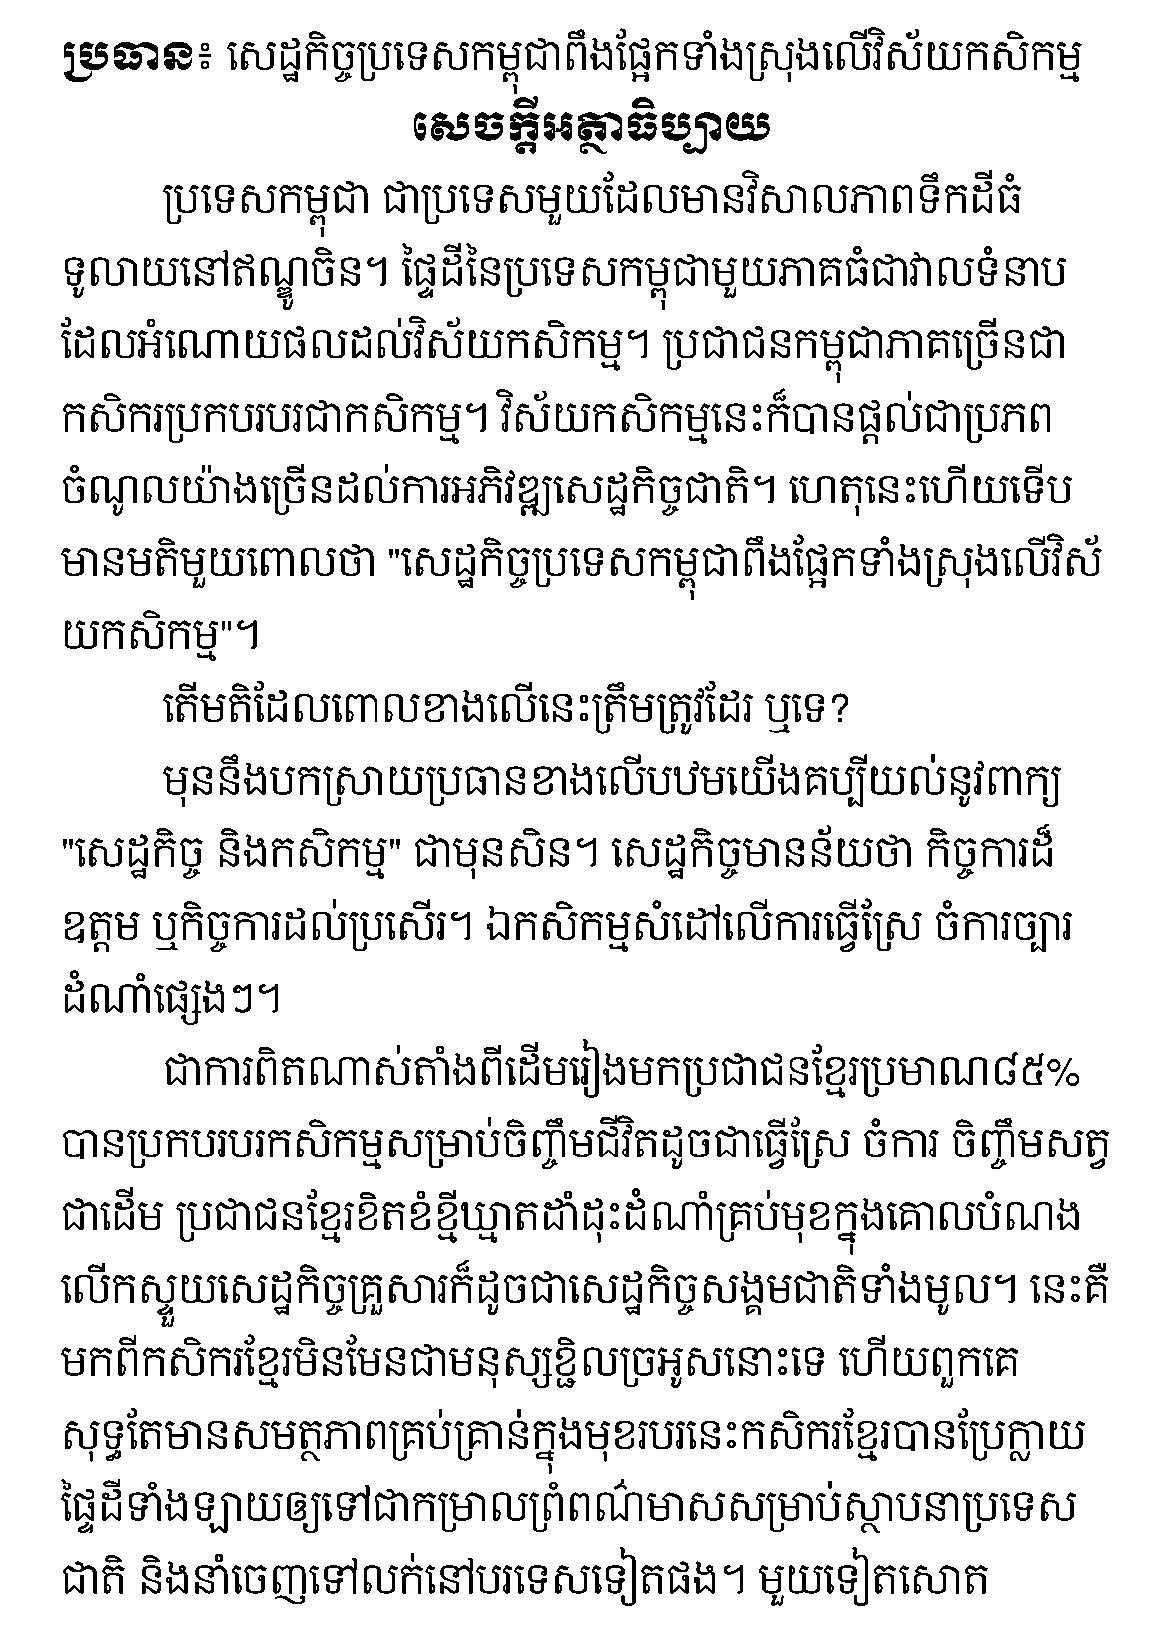 ប្រធាន៖ សេដ្ឋកិច្ចប្រទេសកម្ពុជាពឹងផ្អែកទាំងស្រុងលើវិស័យកសិកម្ម
សេចក្ដីអត្ថាធិប្បាយ
ប្រទេសកម្ពុជា ជាប្រទេសមួយដែលមានវិសាលភាពទឹកដីធំ
ទូលាយនៅឥណ្ឌូចិន។ ផ្ទៃដីនៃប្រទេសកម្ពុជាមួយភាគធំជាវាលទំនាប
ដែលអំណោយផលដល់វិស័យកសិកម្ម។ ប្រជាជនកម្ពុជាភាគច្រើនជា
កសិករប្រកបរបរជាកសិកម្ម។ វិស័យកសិកម្មនេះក៏បានផ្ដល់ជាប្រភព
ចំណូលយ៉ាងច្រើនដល់ការអភិវឌ្ឍសេដ្ឋកិច្ចជាតិ។ ហេតុនេះហើយទើប
មានមតិមួយពោលថា "សេដ្ឋកិច្ចប្រទេសកម្ពុជាពឹងផ្អែកទាំងស្រុងលើវិស័
យកសិកម្ម"។
តើមតិដែលពោលខាងលើនេះត្រឹមត្រូវដែរ ឬទេ?
មុននឹងបកស្រាយប្រធានខាងលើបឋមយើងគប្បីយល់នូវពាក្យ
"សេដ្ឋកិច្ច និងកសិកម្ម" ជាមុនសិន។ សេដ្ឋកិច្ចមានន័យថា កិច្ចការដ៏
ឧត្ដម ឬកិច្ចការដល់ប្រសើរ។ ឯកសិកម្មសំដៅលើការធ្វើស្រែ ចំការច្បារ
ដំណាំផ្សេងៗ។
ជាការពិតណាស់តាំងពីដើមរៀងមកប្រជាជនខ្មែរប្រមាណ៨៥%
បានប្រកបរបរកសិកម្មសម្រាប់ចិញ្ចឹមជីវិតដូចជាធ្វើស្រែ ចំការ ចិញ្ចឹមសត្វ
ជាដើម ប្រជាជនខ្មែរខិតខំខ្មីឃ្មាតដាំដុះដំណាំគ្រប់មុខក្នុងគោលបំណង
លើកស្ទួយសេដ្ឋកិច្ចគ្រួសារក៏ដូចជាសេដ្ឋកិច្ចសង្គមជាតិទាំងមូល។ នេះគឺ
មកពីកសិករខ្មែរមិនមែនជាមនុស្សខ្ជិលច្រអូសនោះទេ ហើយពួកគេ
សុទ្ធតែមានសមត្ថភាពគ្រប់គ្រាន់ក្នុងមុខរបរនេះកសិករខ្មែរបានប្រែក្លាយ
ផ្ទៃដីទាំងឡាយឲ្យទៅជាកម្រាលព្រំពណ៌មាសសម្រាប់ស្ថាបនាប្រទេស
ជាតិ និងនាំចេញទៅលក់នៅបរទេសទៀតផង។ មួយទៀតសោត